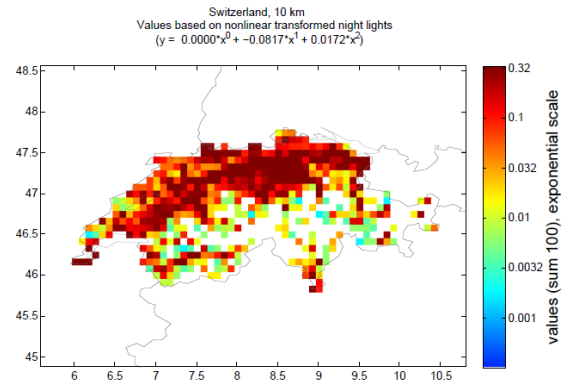 Switzerland, 10 km
Values based on nonlinear transformed night lights
(y = 0.0000*x^0 + −0.0817*x^1 + 0.0172*x^2)
48.5
48
47.5
47
46.5
46
45.5
45
6 6.5 7 7.5 8 8.5 9 9.5 10 10.5
0.32
0.1
0.032
0.01
0.0032
0.001
values (sum 100), exponential scale